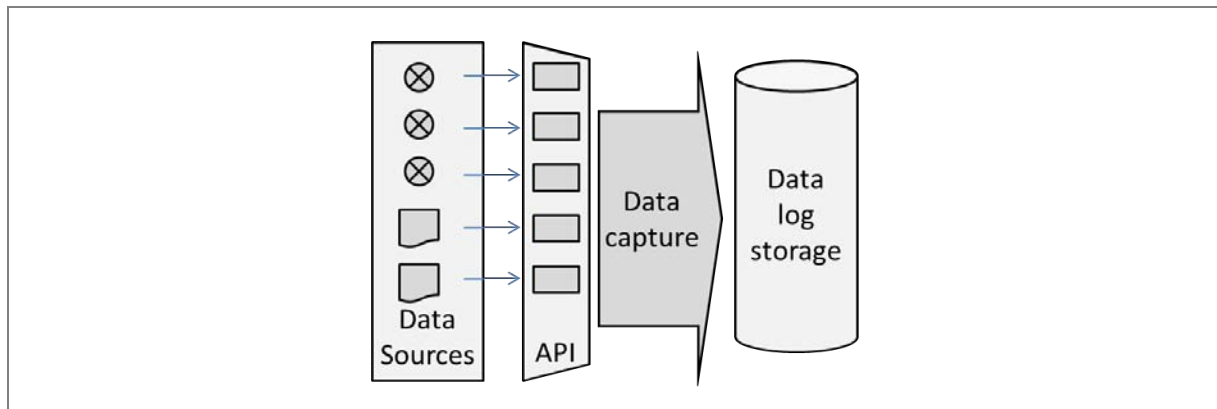 Data
Sources
API
Data
capture
Data
log
storage